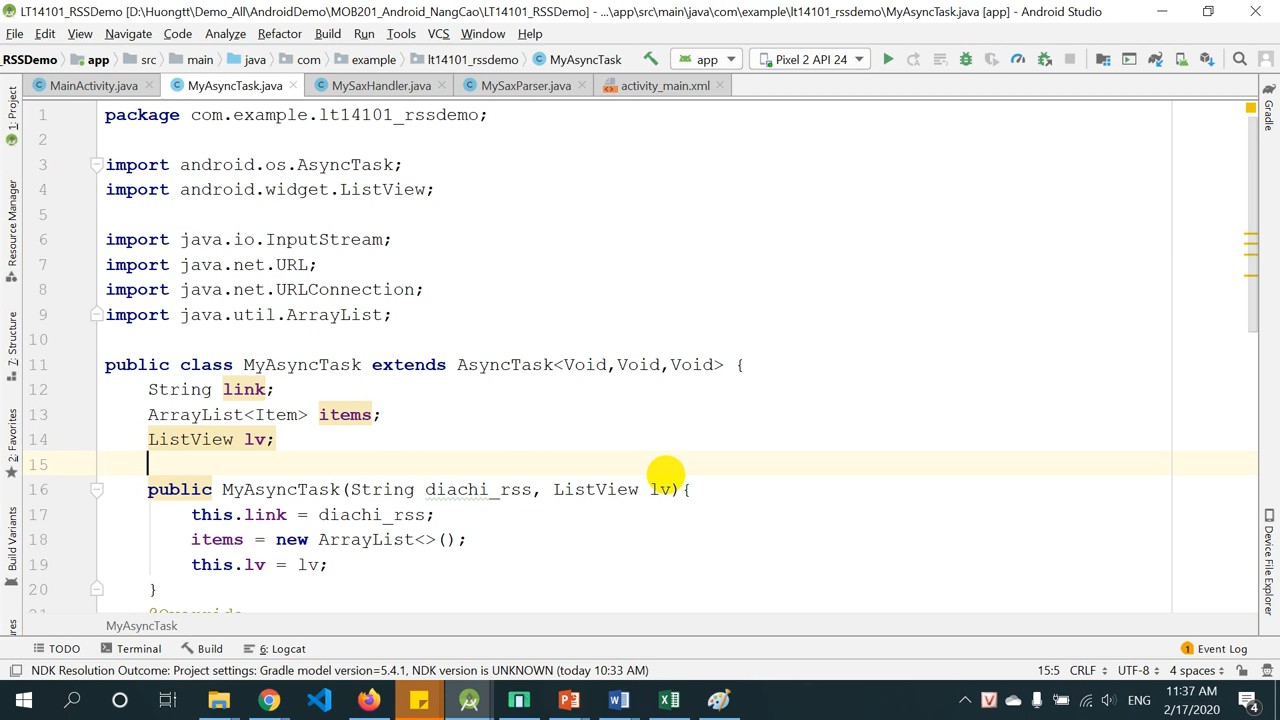 LT14101_RSSDemo [D:\Huongtt\Demo_All\AndroidDemo\MOB201_Android_NangCao\LT14101_RSSDemo] - ...\app\src\main\java\com\example\lt14101_rssdemo\MyAsyncTask.java [app] - Android Studio
File Edit View Navigate Code Analyze Refactor Build Run Tools VCS Window Help
_RSSDemo app src main java com example lt14101_rssdemo MyAsyncTask app Pixel 2 API 24
MainActivity.java MyAsyncTask.java MySaxHandler.java MySaxParser.java activity_main.xml
1: Project
Resource Manager
7: Structure
2: Favorites
Build Variants
Gradle
Device File Explorer
1 package com.example.lt14101_rssdemo;
2
3 import android.os.AsyncTask;
4 import android.widget.ListView;
5
6 import java.io.InputStream;
7 import java.net.URL;
8 import java.net.URLConnection;
9 import java.util.ArrayList;
10
11 public class MyAsyncTask extends AsyncTask<Void,Void,Void> {
12 String link;
13 ArrayList<Item> items;
14 ListView lv;
15
16 public MyAsyncTask(String diachi_rss, ListView lv){
17 this.link = diachi_rss;
18 items = new ArrayList<>();
19 this.lv = lv;
20 }
MyAsyncTask
TODO Terminal Build 6: Logcat 1 Event Log
NDK Resolution Outcome: Project settings: Gradle model version=5.4.1, NDK version is UNKNOWN (today 10:33 AM) 15:5 CRLF UTF-8 4 spaces
ENG 11:37 AM
2/17/2020 4